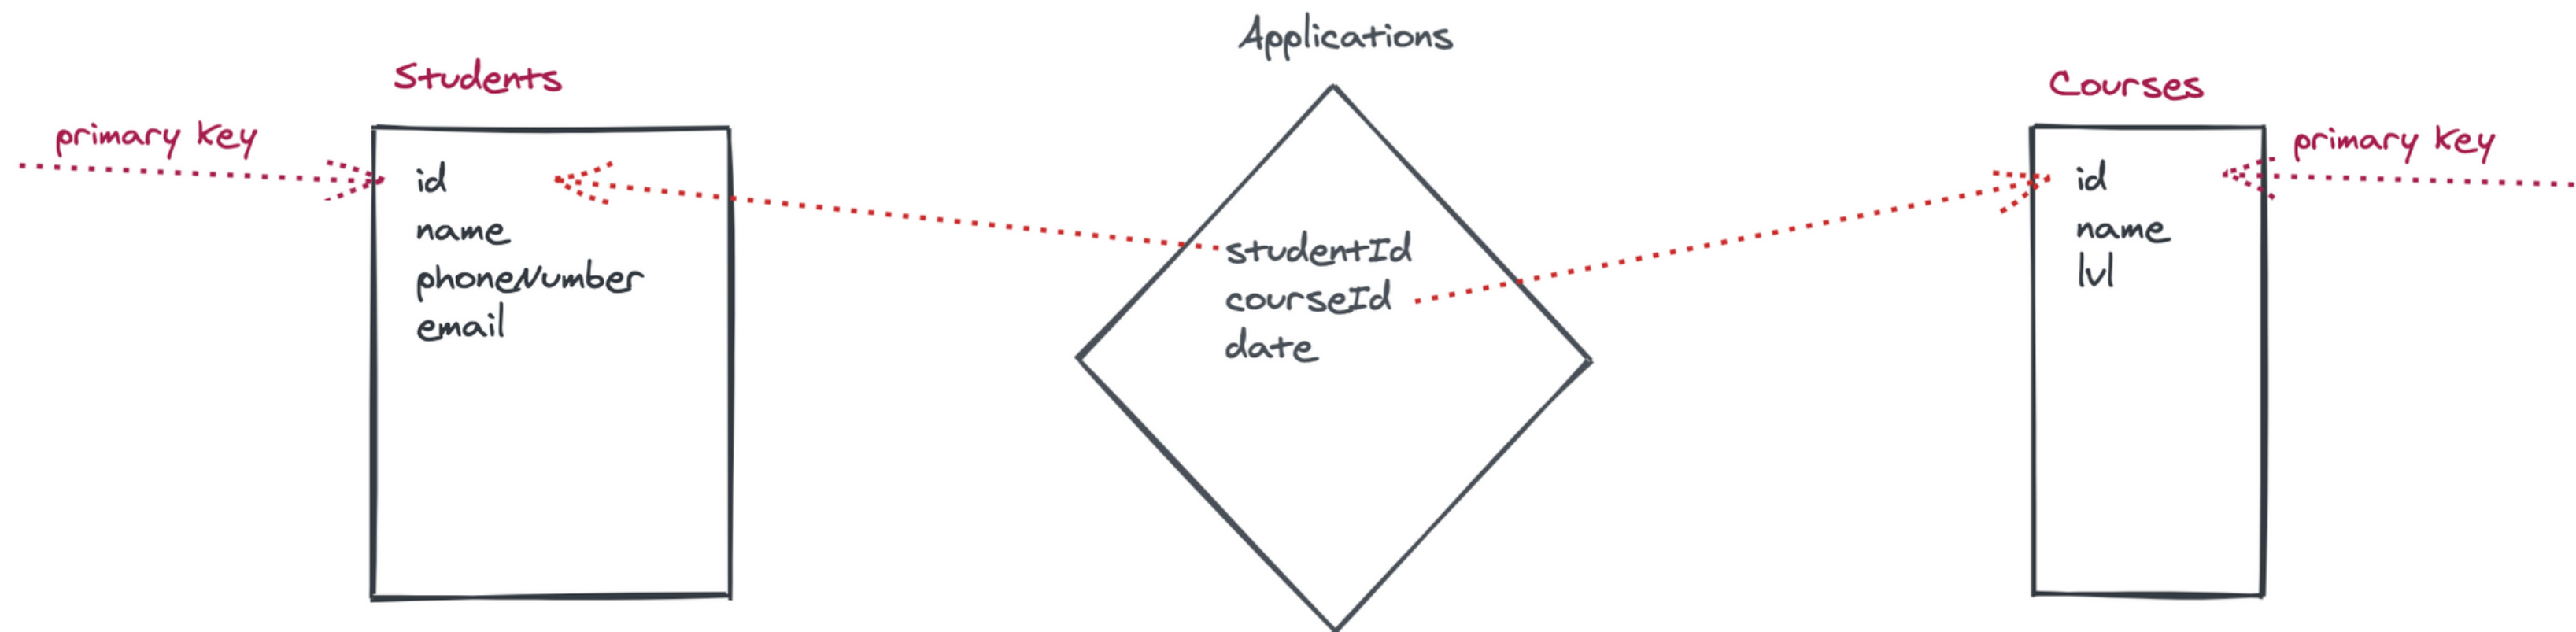 Applications
Students
Courses
primary key
id
name
phoneNumber
email
studentId
courseId
date
id
name
lvl
primary key